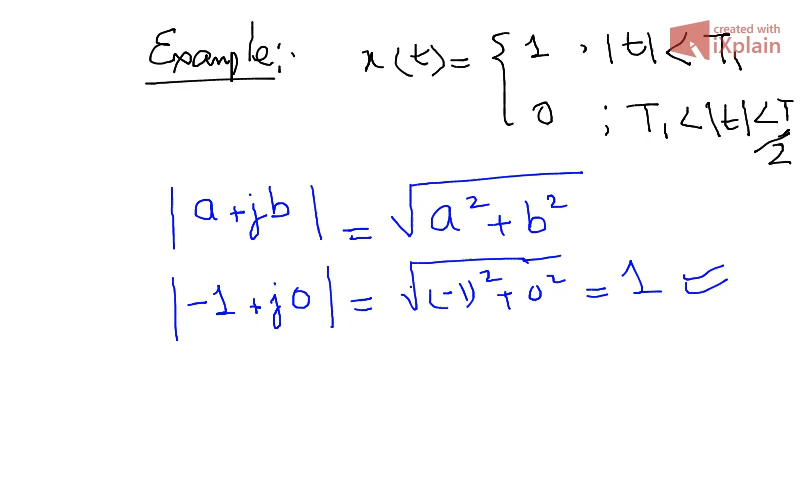 Example:. x(t) = { 1 , |t| < T₁
0 ; T₁ < |t| < T/2
created with
iXplain
|a + jb| = √(a² + b²)
|-1 + j0| = √((-1)² + 0²) = 1